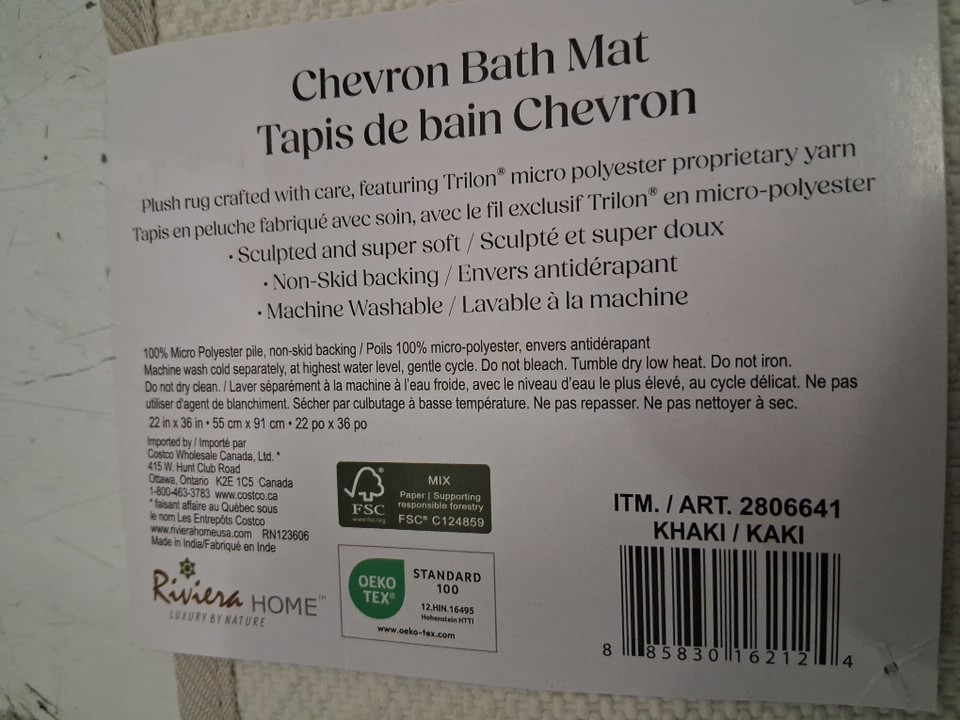 Chevron Bath Mat
Tapis de bain Chevron
Plush rug crafted with care, featuring Trilon® micro polyester proprietary yarn
Tapis en peluche fabriqué avec soin, avec le fil exclusif Trilon® en micro-polyester
• Sculpted and super soft / Sculpté et super doux
• Non-Skid backing / Envers antidérapant
• Machine Washable / Lavable à la machine
100% Micro Polyester pile, non-skid backing / Poils 100% micro-polyester, envers antidérapant
Machine wash cold separately, at highest water level, gentle cycle. Do not bleach. Tumble dry low heat. Do not iron.
Do not dry clean. / Laver séparément à la machine à l'eau froide, avec le niveau d'eau le plus élevé, au cycle délicat. Ne pas
utiliser d'agent de blanchiment. Sécher par culbutage à basse température. Ne pas repasser. Ne pas nettoyer à sec.
22 in x 36 in • 55 cm x 91 cm • 22 po x 36 po
Imported by / Importé par
Costco Wholesale Canada, Ltd. *
415 W. Hunt Club Road
Ottawa, Ontario K2E 1C5 Canada
1-800-463-3783 www.costco.ca
* faisant affaire au Québec sous
le nom Les Entrepôts Costco
www.rivierahomeusa.com RN123606
Made in India/Fabriqué en Inde
Riviera HOME™
LUXURY BY NATURE
FSC
www.fsc.org
MIX
Paper | Supporting
responsible forestry
FSC® C124859
OEKO
TEX®
STANDARD
100
12.HIN.16495
Hohenstein HTTI
www.oeko-tex.com
ITM. / ART. 2806641
KHAKI / KAKI
8 85830 16212 4